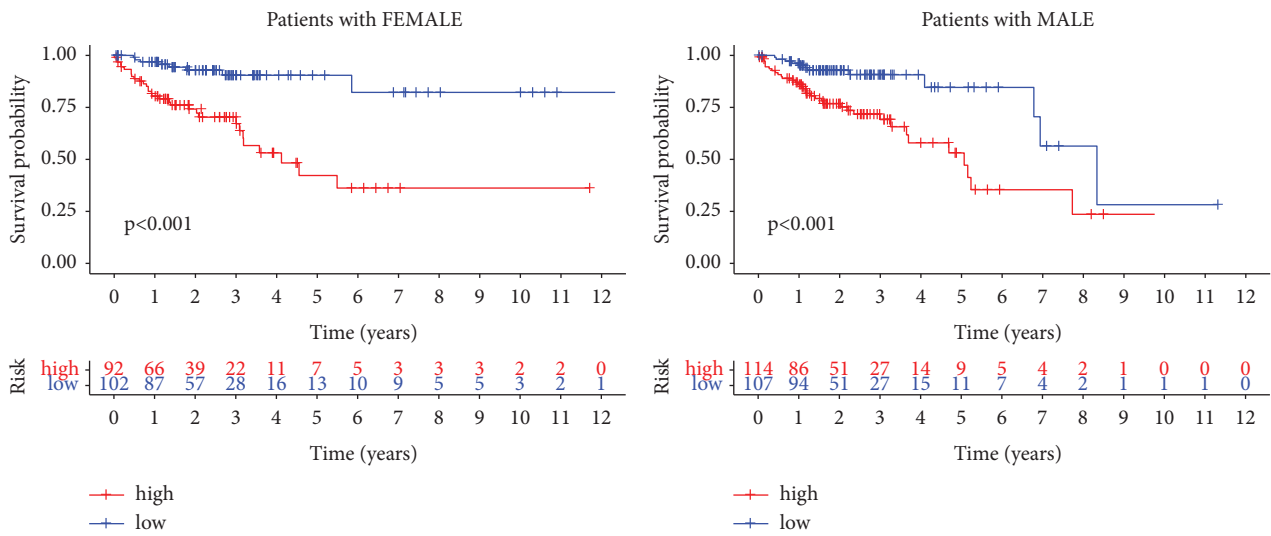 Patients with FEMALE
1.00
0.75
0.50
0.25
0.00
Survival probability
p<0.001
0 1 2 3 4 5 6 7 8 9 10 11 12
Time (years)
Risk
high 92 66 39 22 11 7 5 3 3 3 2 2 0
low 102 87 57 28 16 13 10 9 5 5 3 2 1
0 1 2 3 4 5 6 7 8 9 10 11 12
Time (years)
high
low
Patients with MALE
1.00
0.75
0.50
0.25
0.00
Survival probability
p<0.001
0 1 2 3 4 5 6 7 8 9 10 11 12
Time (years)
Risk
high 114 86 51 27 14 9 5 4 2 1 0 0 0
low 107 94 51 27 15 11 7 4 2 1 1 1 0
0 1 2 3 4 5 6 7 8 9 10 11 12
Time (years)
high
low